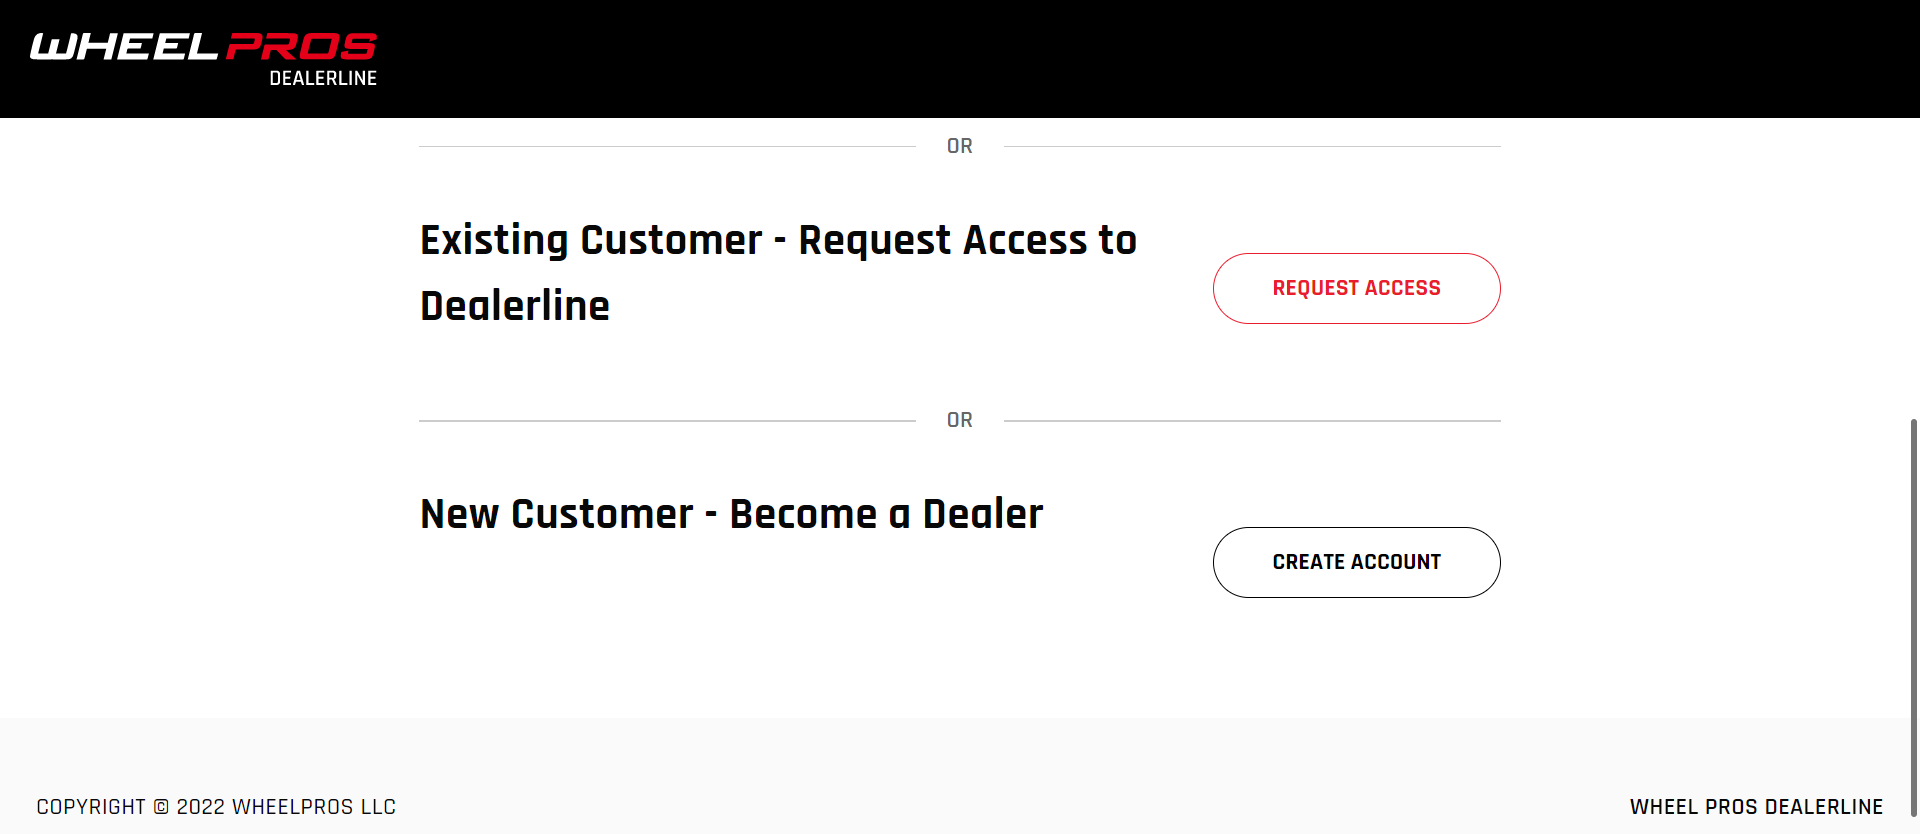 WHEEL PROS
DEALERLINE
OR
Existing Customer - Request Access to
Dealerline
REQUEST ACCESS
OR
New Customer - Become a Dealer
CREATE ACCOUNT
COPYRIGHT © 2022 WHEELPROS LLC
WHEEL PROS DEALERLINE